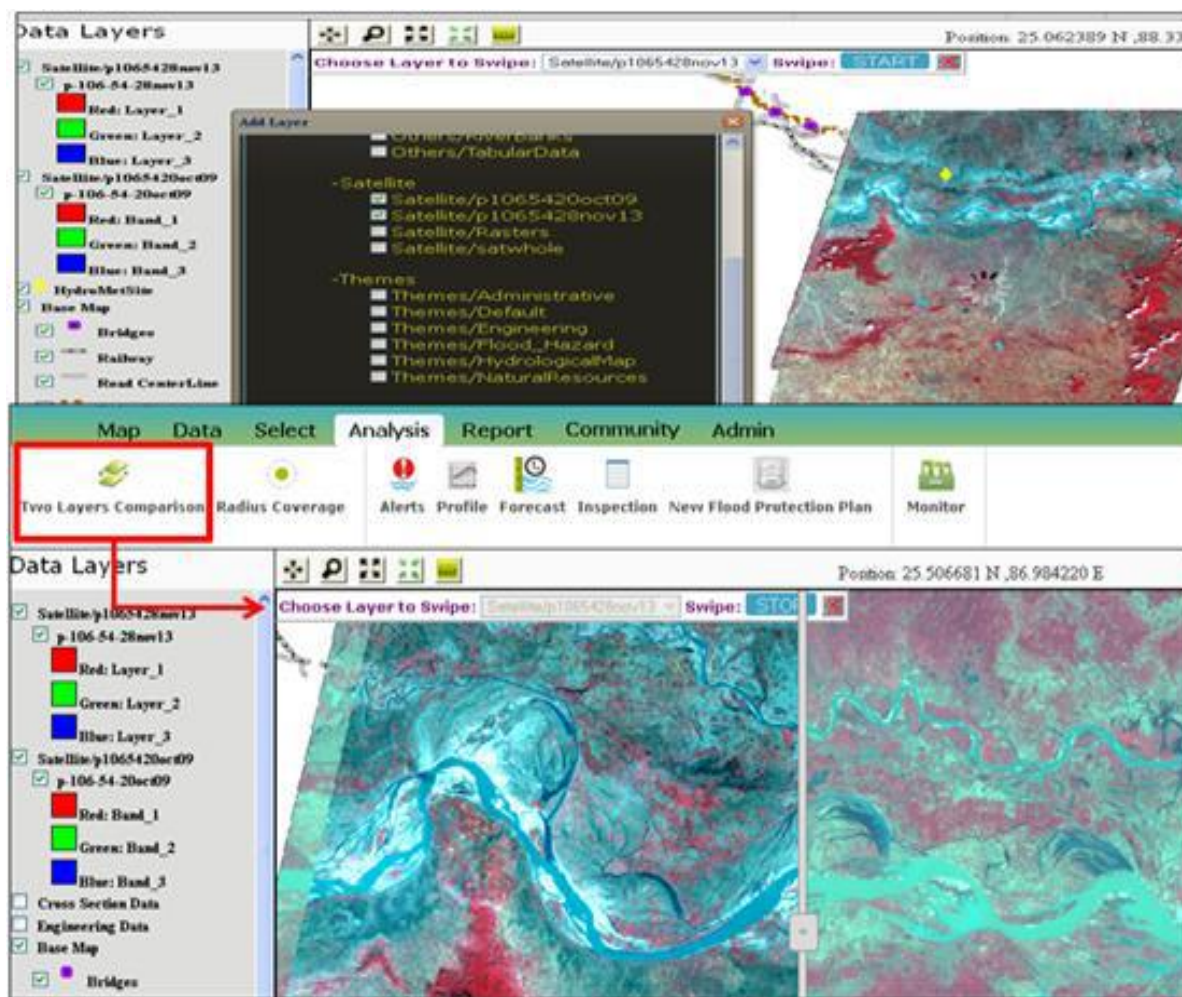 Data Layers
Position: 25.062389 N ,88.33
Satellite/p1065428nov13
p-106-54-28nov13
Red: Layer_1
Green: Layer_2
Blue: Layer_3
Satellite/p1065420oct09
p-106-54-20oct09
Red: Band_1
Green: Band_2
Blue: Band_3
HydroMetSite
Base Map
Bridges
Railway
Road CenterLine
Choose Layer to Swipe: Satellite/p1065428nov13 Swipe: START
Add Layer
Others/RiverBanks
Others/TabularData
-Satellite
Satellite/p1065420oct09
Satellite/p1065428nov13
Satellite/Rasters
Satellite/satwhole
-Themes
Themes/Administrative
Themes/Default
Themes/Engineering
Themes/Flood_Hazard
Themes/HydrologicalMap
Themes/NaturalResources
Map Data Select Analysis Report Community Admin
Two Layers Comparison Radius Coverage Alerts Profile Forecast Inspection New Flood Protection Plan Monitor
Data Layers
Position: 25.506681 N ,86.984220 E
Satellite/p1065428nov13
p-106-54-28nov13
Red: Layer_1
Green: Layer_2
Blue: Layer_3
Satellite/p1065420oct09
p-106-54-20oct09
Red: Band_1
Green: Band_2
Blue: Band_3
Cross Section Data
Engineering Data
Base Map
Bridges
Choose Layer to Swipe: Satellite/p1065428nov13 Swipe: STOP